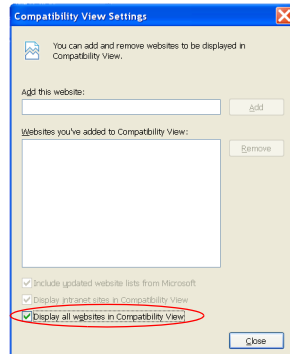 Compatibility View Settings
You can add and remove websites to be displayed in
Compatibility View.
Add this website:
Add
Websites you've added to Compatibility View:
Remove
Include updated website lists from Microsoft
Display intranet sites in Compatibility View
Display all websites in Compatibility View
Close